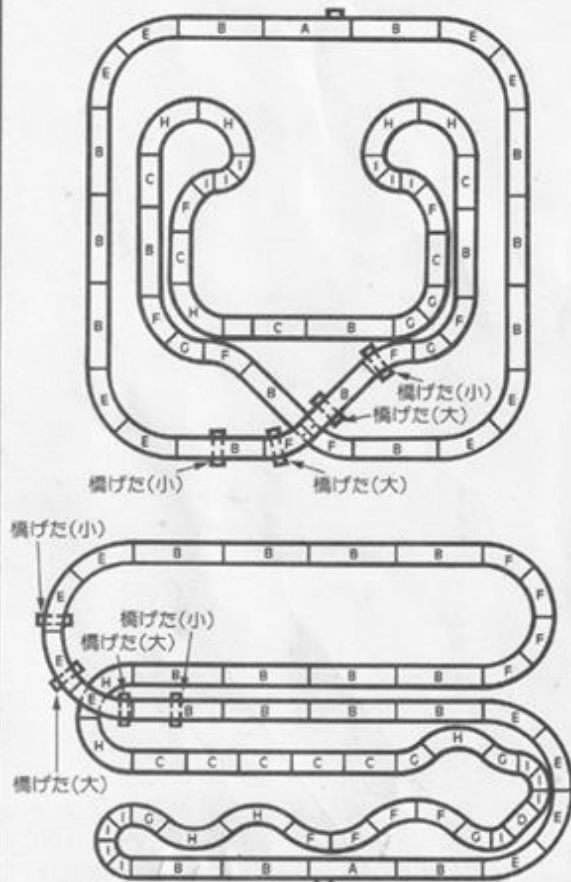 E B A B E
E E
E E
H H H H
B C I I I I I I C B
F F
B B C C B B
H C B G G
B F G F F G F B
B B
橋げた(小)
橋げた(大)
E E
E B F F B E
橋げた(小) 橋げた(大)
橋げた(小)
E B B B B F
F
橋げた(小)
橋げた(大)
F
E H B B B B F
E B B B B E
H C C C C C G H G I I
橋げた(大)
E
I I G H H F F F F G I O I
I I B B A B E